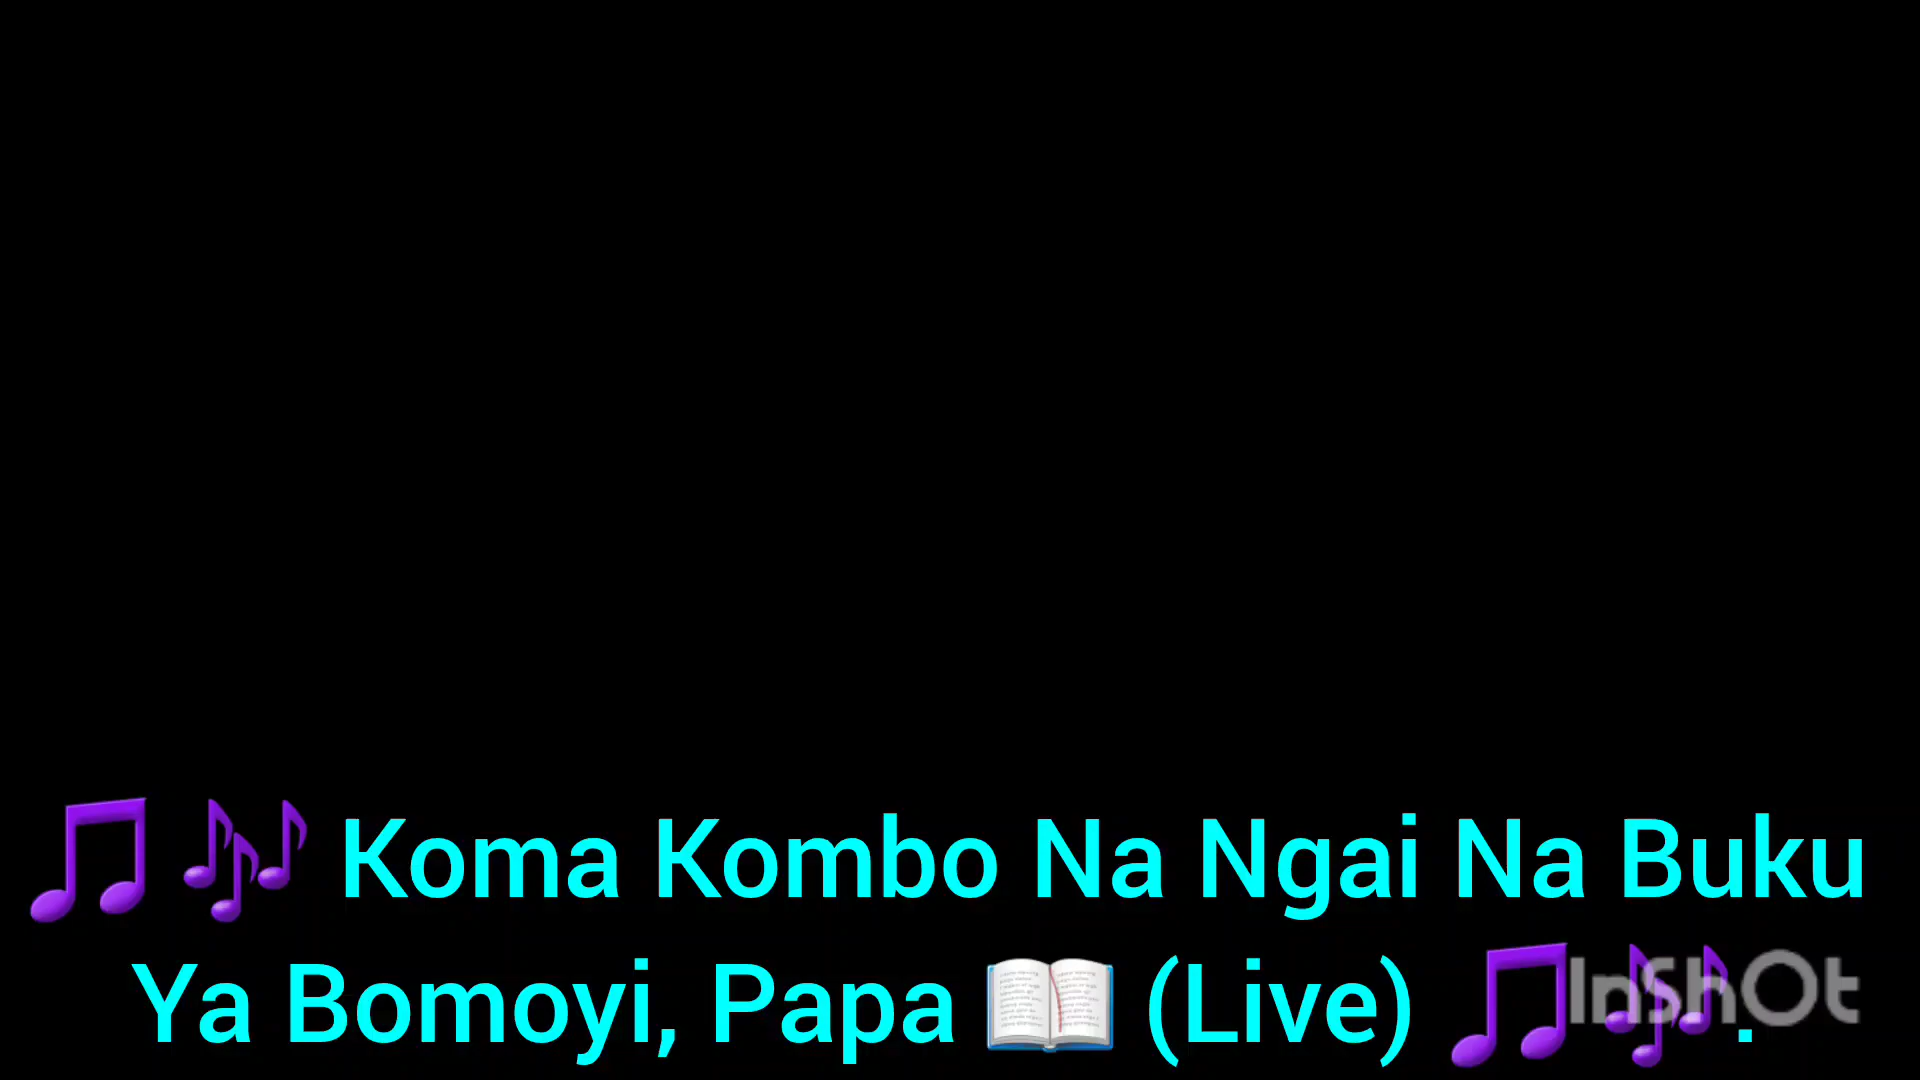 🎵 🎶 Koma Kombo Na Ngai Na Buku
Ya Bomoyi, Papa 📖 (Live) 🎵 🎶 .
InShOt